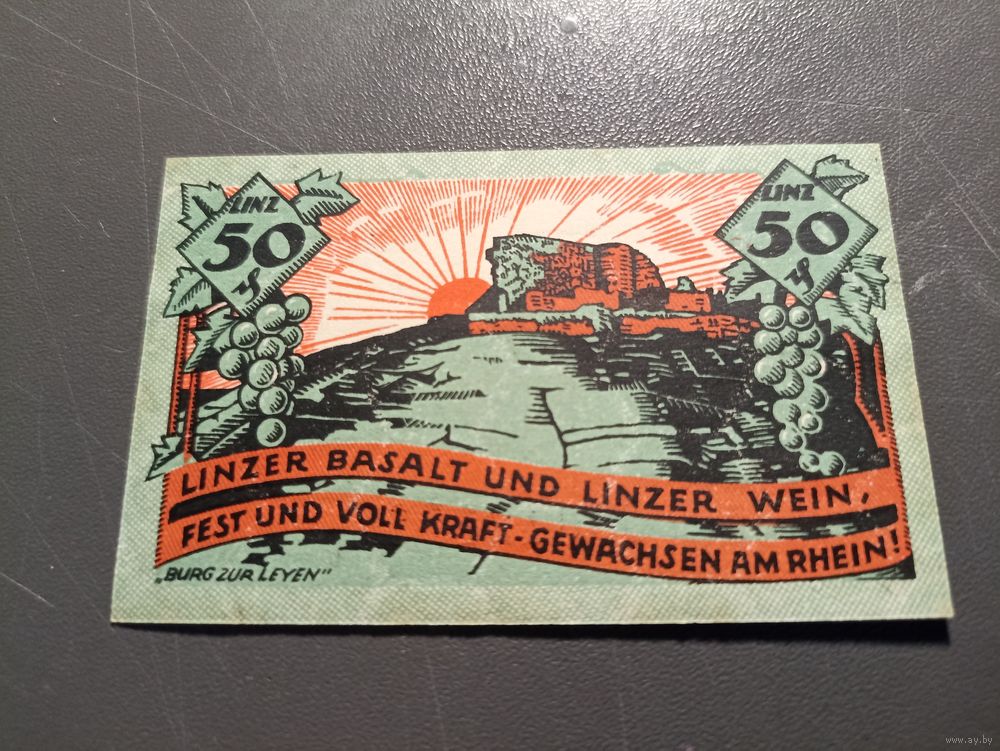 LINZ
50
₰
LINZ
50
₰
LINZER BASALT UND LINZER WEIN,
FEST UND VOLL KRAFT - GEWACHSEN AM RHEIN!
„BURG ZUR LEYEN"
www.ay.by